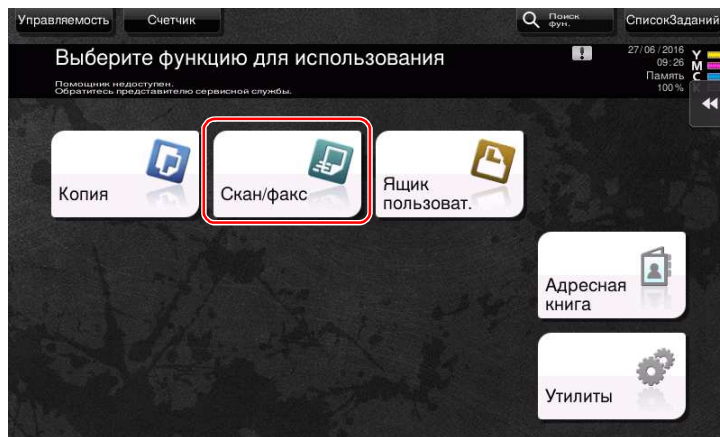 Управляемость
Счетчик
Поиск
фун.
СписокЗаданий
Выберите функцию для использования
Помощник недоступен.
Обратитесь представителю сервисной службы.
27/06/2016
09:26
Память
100%
Y
M
C
K
Копия
Скан/факс
Ящик
пользоват.
Адресная
книга
Утилиты